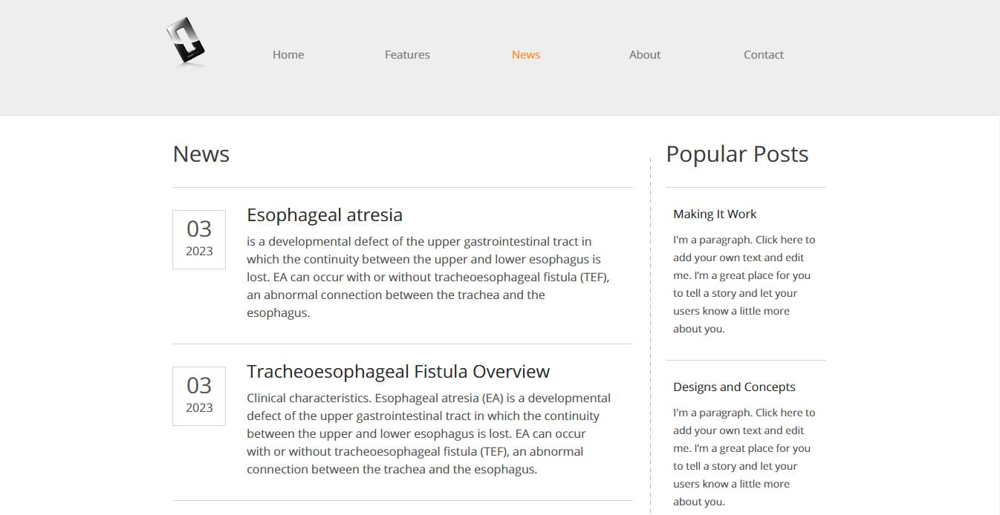 Home
Features
News
About
Contact
News
03
2023
Esophageal atresia
is a developmental defect of the upper gastrointestinal tract in
which the continuity between the upper and lower esophagus is
lost. EA can occur with or without tracheoesophageal fistula (TEF),
an abnormal connection between the trachea and the
esophagus.
03
2023
Tracheoesophageal Fistula Overview
Clinical characteristics. Esophageal atresia (EA) is a developmental
defect of the upper gastrointestinal tract in which the continuity
between the upper and lower esophagus is lost. EA can occur
with or without tracheoesophageal fistula (TEF), an abnormal
connection between the trachea and the esophagus.
Popular Posts
Making It Work
I'm a paragraph. Click here to
add your own text and edit
me. I’m a great place for you
to tell a story and let your
users know a little more
about you.
Designs and Concepts
I'm a paragraph. Click here to
add your own text and edit
me. I’m a great place for you
to tell a story and let your
users know a little more
about you.